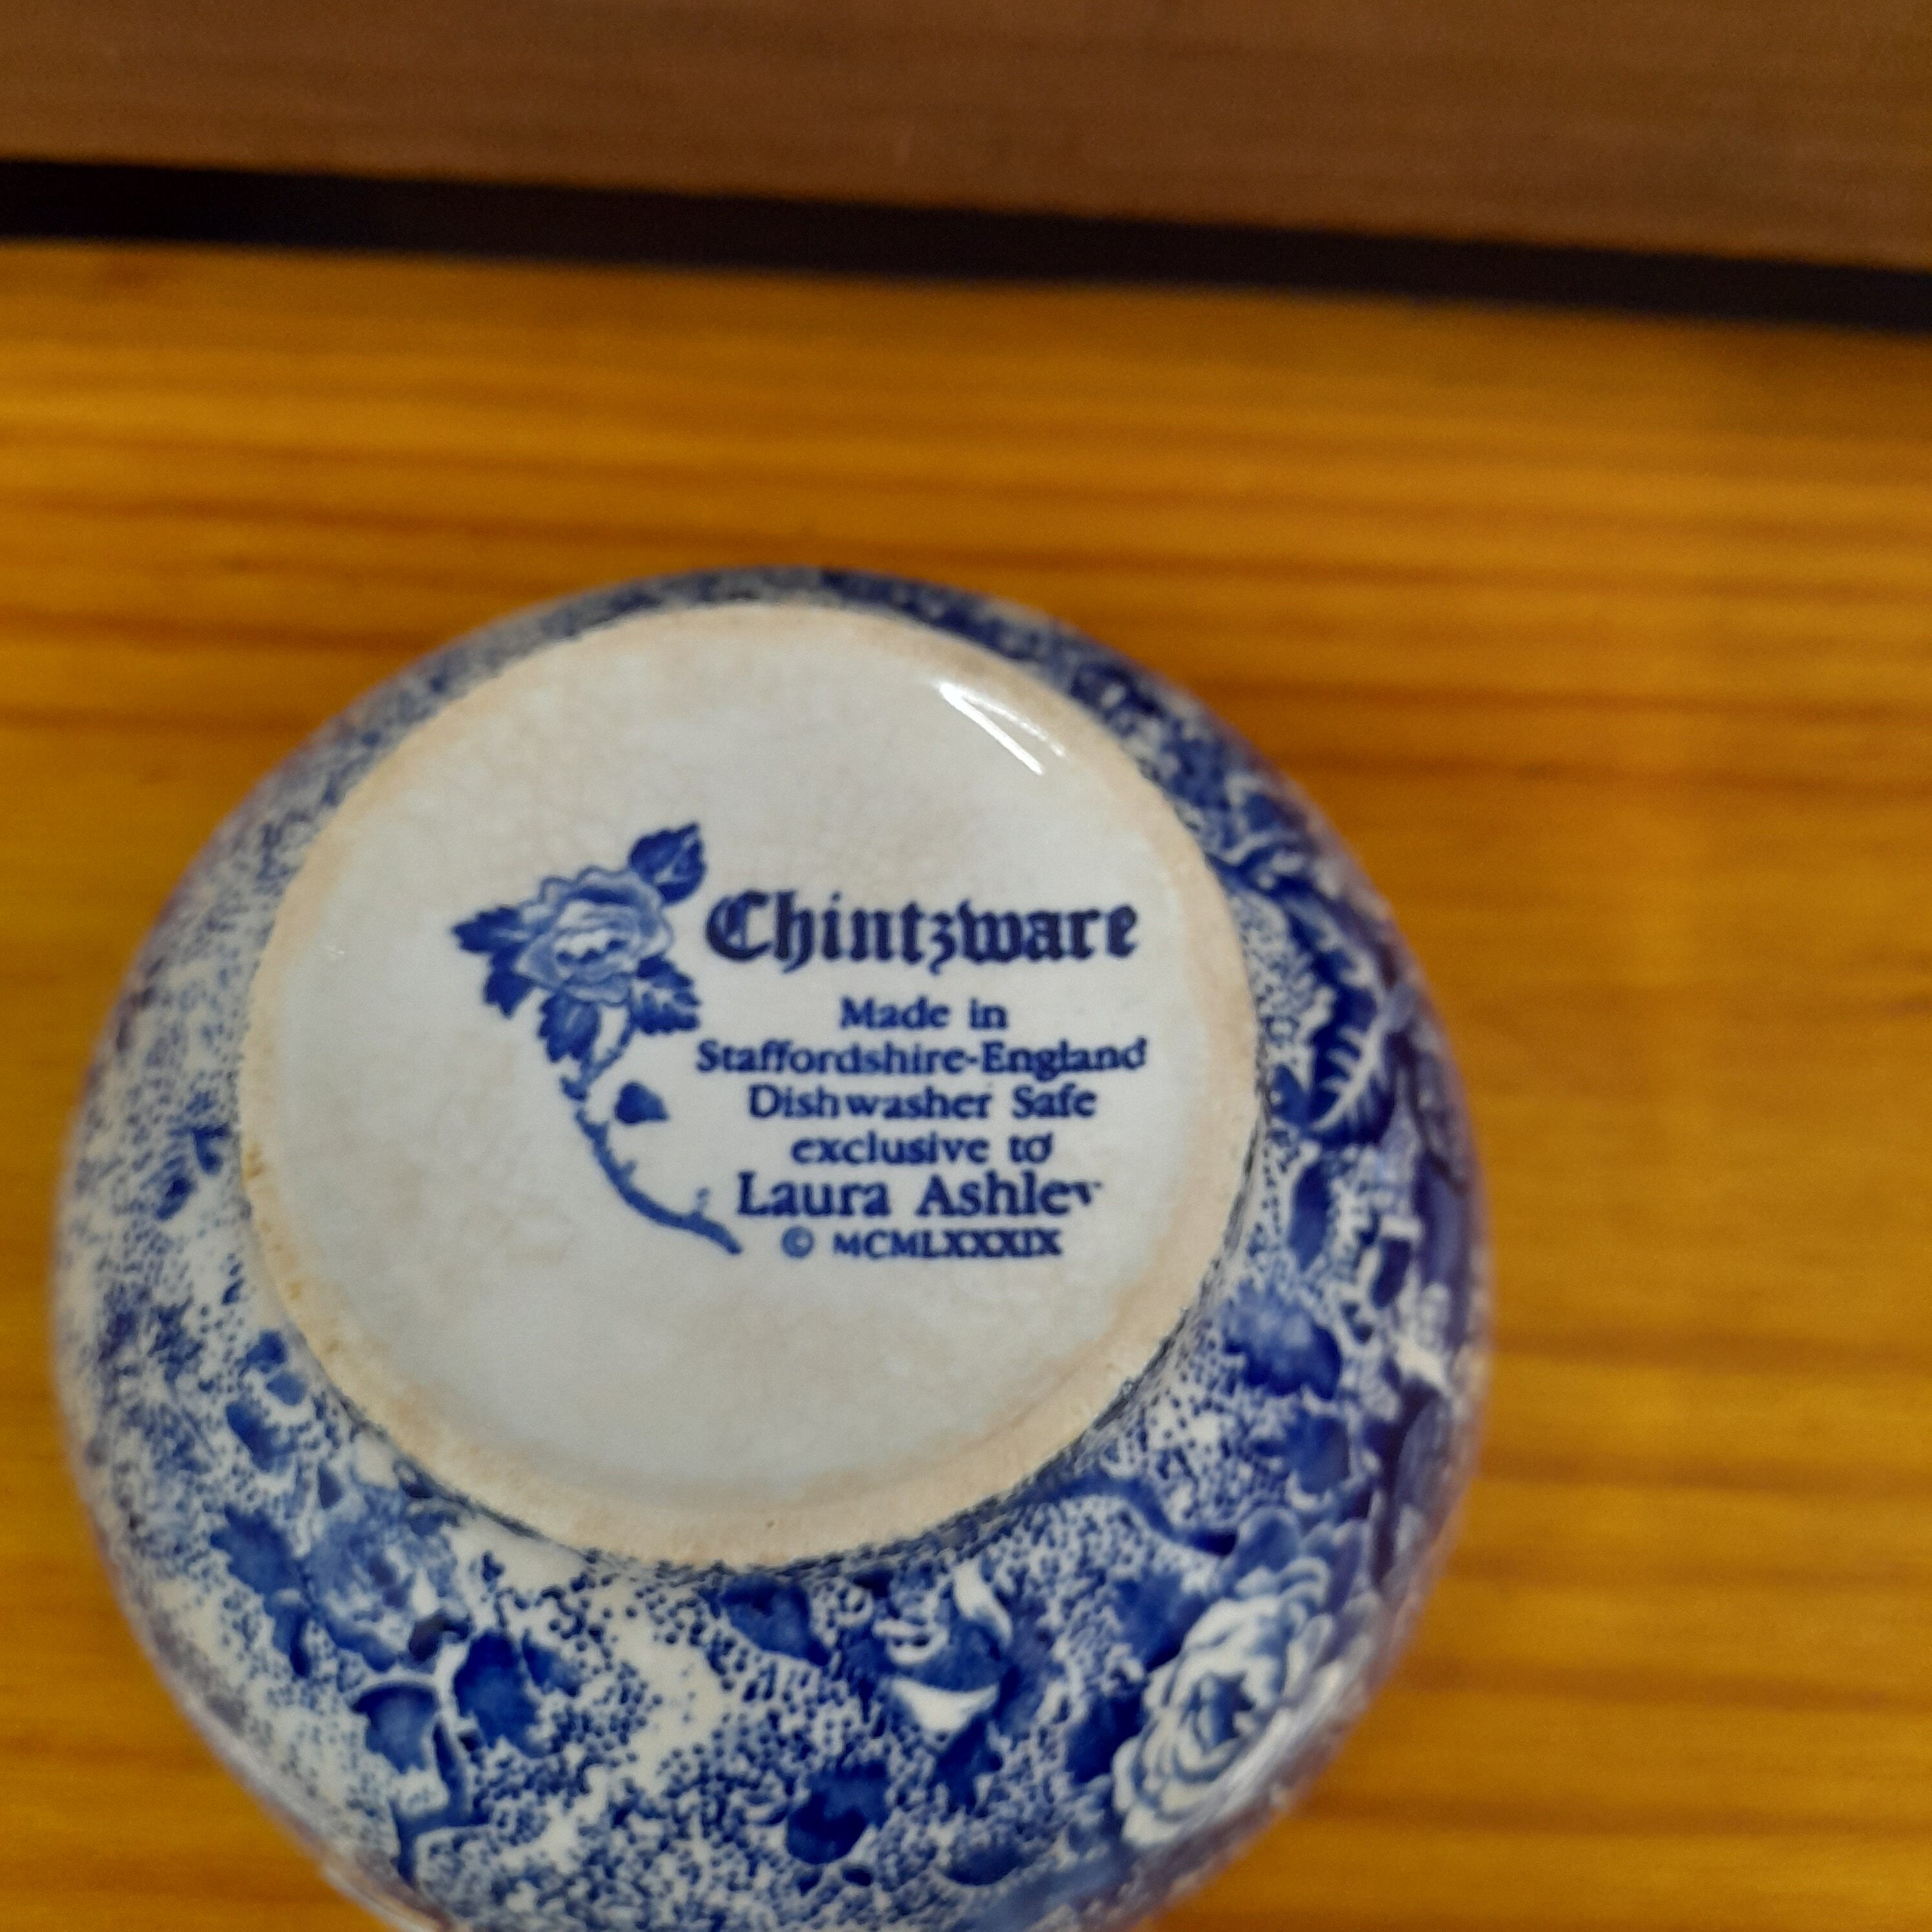 Chintzware
Made in
Staffordshire-England
Dishwasher Safe
exclusive to
Laura Ashley
© MCMLXXXIX